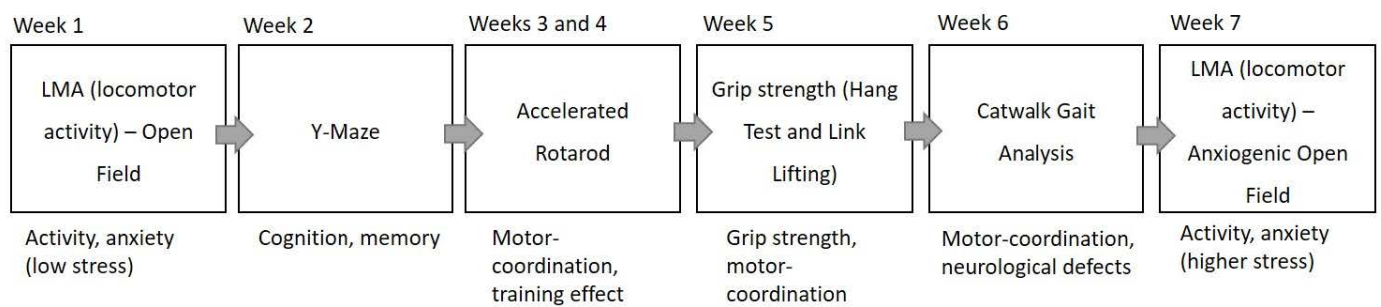 Week 1
LMA (locomotor
activity) – Open
Field
Activity, anxiety
(low stress)
Week 2
Y-Maze
Cognition, memory
Weeks 3 and 4
Accelerated
Rotarod
Motor-
coordination,
training effect
Week 5
Grip strength (Hang
Test and Link
Lifting)
Grip strength,
motor-
coordination
Week 6
Catwalk Gait
Analysis
Motor-coordination,
neurological defects
Week 7
LMA (locomotor
activity) –
Anxiogenic Open
Field
Activity, anxiety
(higher stress)